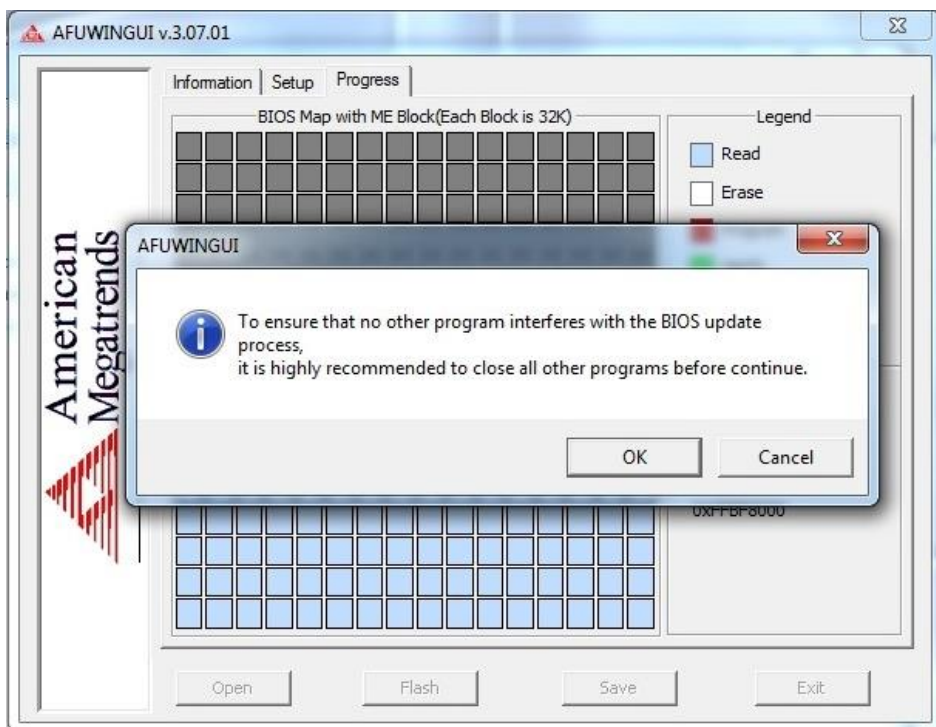 AFUWINGUI v.3.07.01
Information
Setup
Progress
BIOS Map with ME Block(Each Block is 32K)
Legend
Read
Erase
American
Megatrends
AFUWINGUI
To ensure that no other program interferes with the BIOS update
process,
it is highly recommended to close all other programs before continue.
OK
Cancel
0xFFBF8000
Open
Flash
Save
Exit